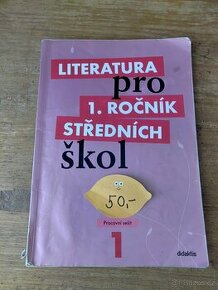 LITERATURA
pro
1. ROČNÍK
STŘEDNÍCH
škol
50,-
Pracovní sešit
1
didaktis